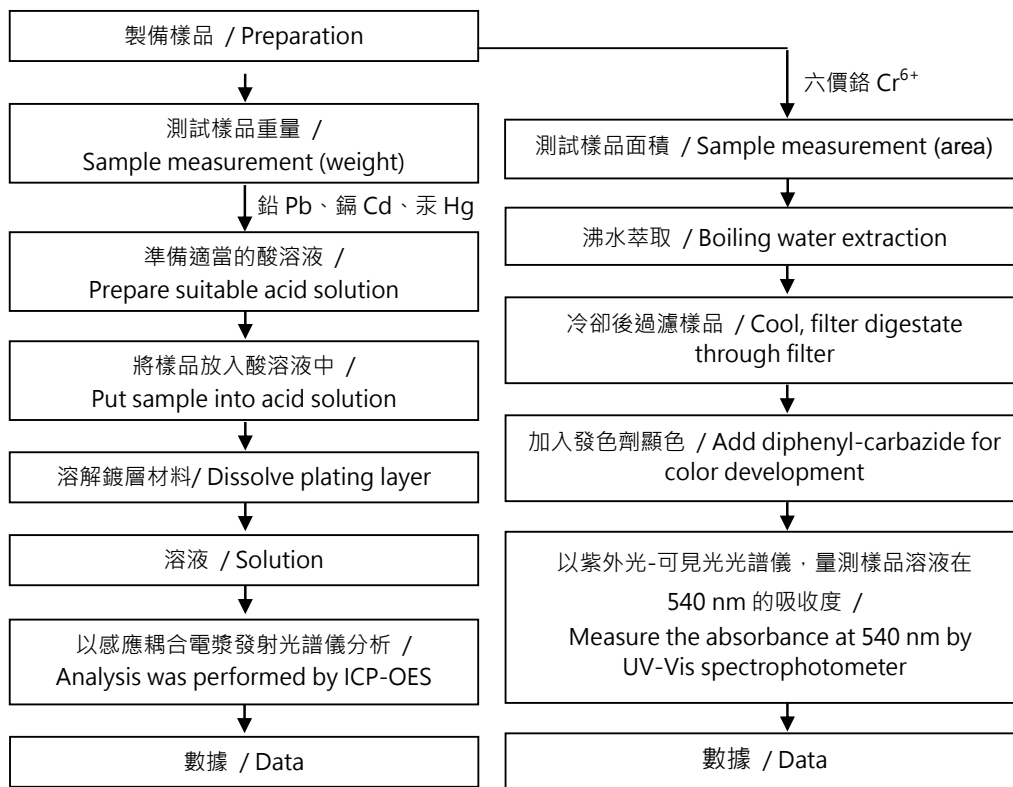 製備樣品 / Preparation
測試樣品重量 /
Sample measurement (weight)
鉛 Pb、鎘 Cd、汞 Hg
準備適當的酸溶液 /
Prepare suitable acid solution
將樣品放入酸溶液中 /
Put sample into acid solution
溶解鍍層材料/ Dissolve plating layer
溶液 / Solution
以感應耦合電漿發射光譜儀分析 /
Analysis was performed by ICP-OES
數據 / Data
六價鉻 Cr⁶⁺
測試樣品面積 / Sample measurement (area)
沸水萃取 / Boiling water extraction
冷卻後過濾樣品 / Cool, filter digestate
through filter
加入發色劑顯色 / Add diphenyl-carbazide for
color development
以紫外光-可見光光譜儀，量測樣品溶液在
540 nm 的吸收度 /
Measure the absorbance at 540 nm by
UV-Vis spectrophotometer
數據 / Data